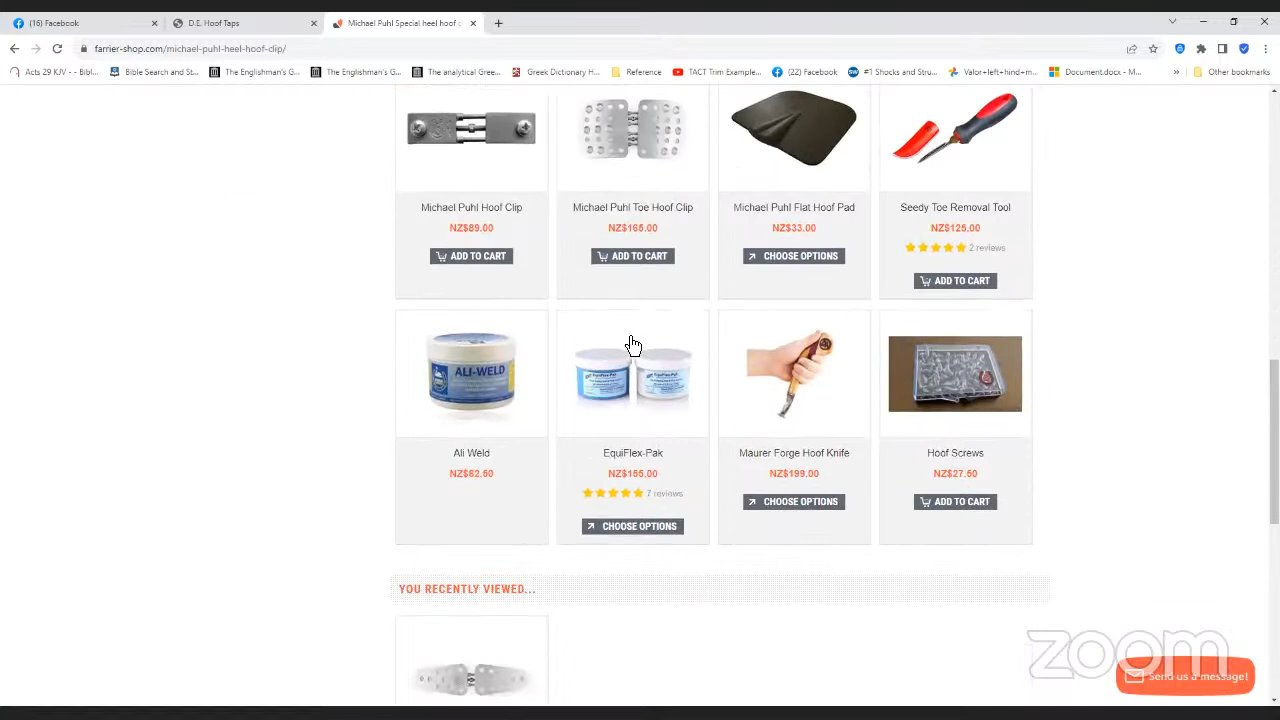 (16) Facebook
D.E. Hoof Taps
Michael Puhl Special heel hoof c
farrier-shop.com/michael-puhl-heel-hoof-clip/
Acts 29 KJV - - Bibl...
Bible Search and St...
The Englishman's G...
The Englishman's G...
The analytical Gree...
Greek Dictionary H...
Reference
TACT Trim Example...
(22) Facebook
#1 Shocks and Stru...
Valor+left+hind+m...
Document.docx - M...
»
Other bookmarks
Michael Puhl Hoof Clip
Michael Puhl Toe Hoof Clip
Michael Puhl Flat Hoof Pad
Seedy Toe Removal Tool
NZ$89.00
NZ$165.00
NZ$33.00
NZ$125.00
2 reviews
ADD TO CART
ADD TO CART
CHOOSE OPTIONS
ADD TO CART
ALI-WELD
EquiFlex-Pak
EquiFlex-Pak
Ali Weld
EquiFlex-Pak
Maurer Forge Hoof Knife
Hoof Screws
NZ$62.50
NZ$155.00
NZ$199.00
NZ$27.50
7 reviews
CHOOSE OPTIONS
ADD TO CART
CHOOSE OPTIONS
YOU RECENTLY VIEWED...
zoom
Send us a message!